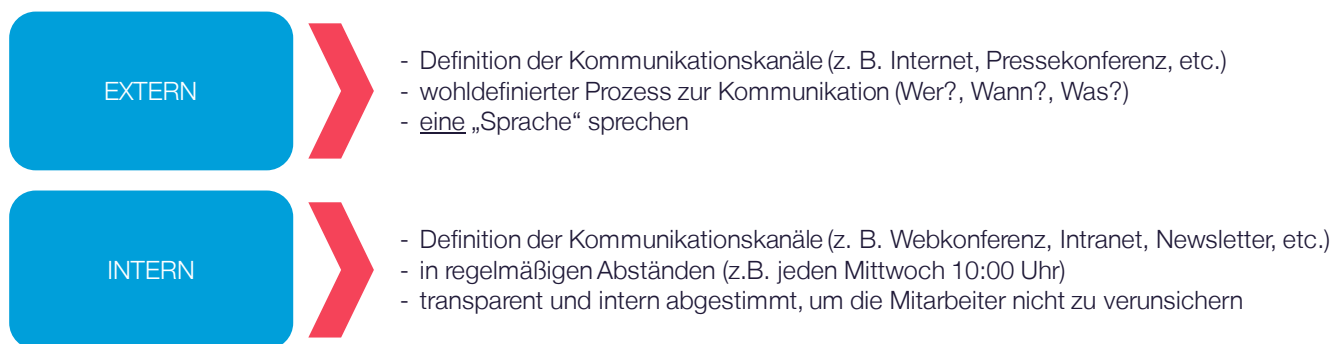 EXTERN
- Definition der Kommunikationskanäle (z. B. Internet, Pressekonferenz, etc.)
- wohldefinierter Prozess zur Kommunikation (Wer?, Wann?, Was?)
- eine „Sprache“ sprechen
INTERN
- Definition der Kommunikationskanäle (z. B. Webkonferenz, Intranet, Newsletter, etc.)
- in regelmäßigen Abständen (z.B. jeden Mittwoch 10:00 Uhr)
- transparent und intern abgestimmt, um die Mitarbeiter nicht zu verunsichern